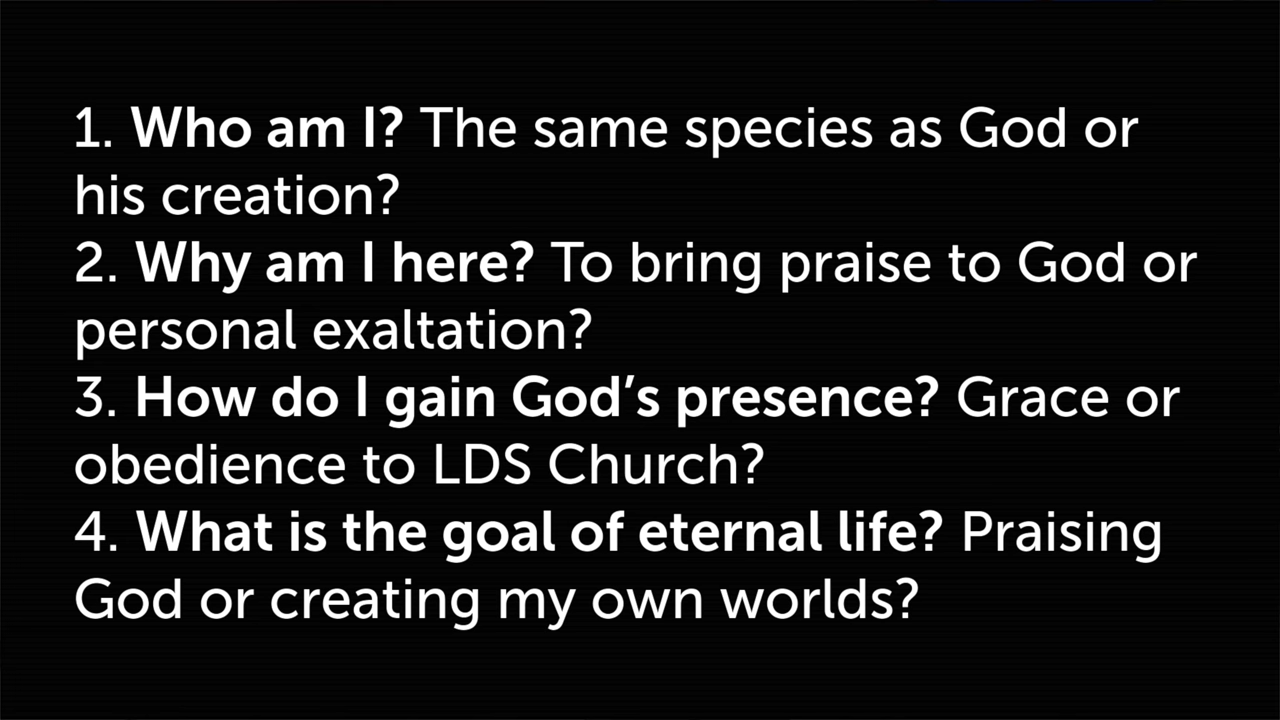 1. Who am I? The same species as God or
his creation?
2. Why am I here? To bring praise to God or
personal exaltation?
3. How do I gain God’s presence? Grace or
obedience to LDS Church?
4. What is the goal of eternal life? Praising
God or creating my own worlds?